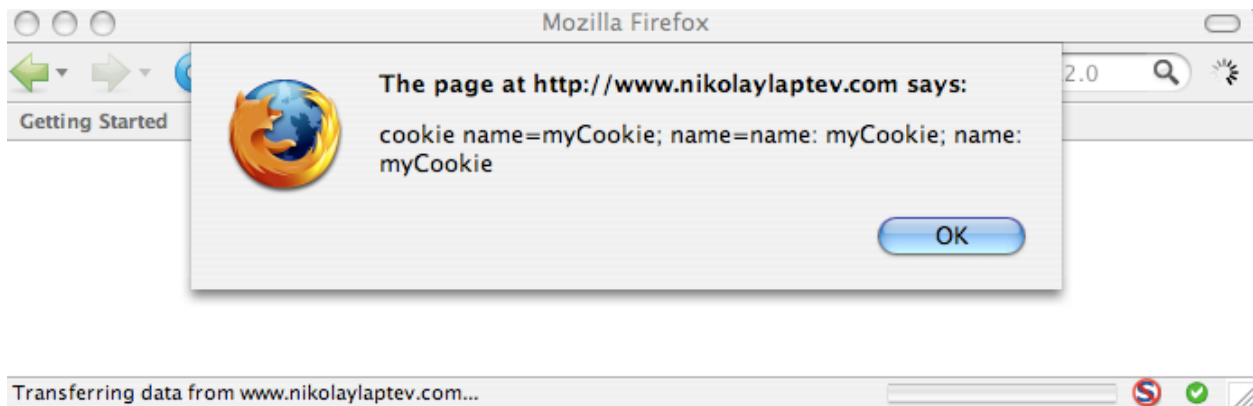 Mozilla Firefox
2.0
Getting Started
The page at http://www.nikolaylaptev.com says:
cookie name=myCookie; name=name: myCookie; name:
myCookie
OK
Transferring data from www.nikolaylaptev.com...
S